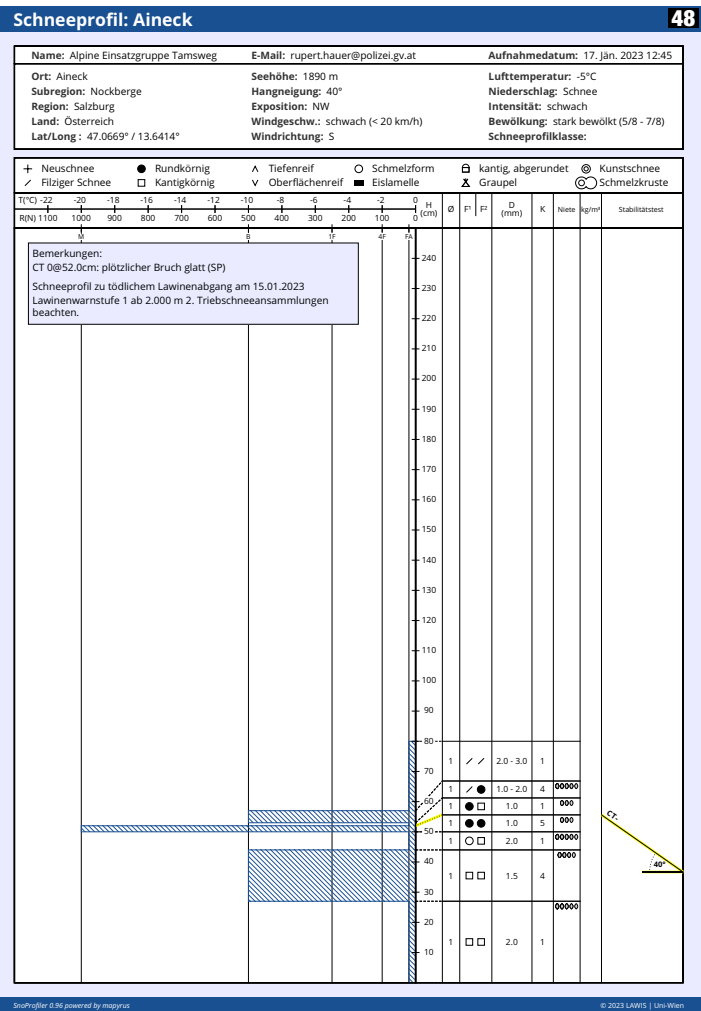 Schneeprofil: Aineck
48
Name: Alpine Einsatzgruppe Tamsweg E-Mail: rupert.hauer@polizei.gv.at Aufnahmedatum: 17. Jän. 2023 12:45
Ort: Aineck Seehöhe: 1890 m Lufttemperatur: -5°C
Subregion: Nockberge Hangneigung: 40° Niederschlag: Schnee
Region: Salzburg Exposition: NW Intensität: schwach
Land: Österreich Windgeschw.: schwach (< 20 km/h) Bewölkung: stark bewölkt (5/8 - 7/8)
Lat/Long : 47.0669° / 13.6414° Windrichtung: S Schneeprofilklasse:
Neuschnee Rundkörnig Tiefenreif Schmelzform kantig, abgerundet Kunstschnee
Filziger Schnee Kantigkörnig Oberflächenreif Eislamelle Graupel Schmelzkruste
T(°C) -22 -20 -18 -16 -14 -12 -10 -8 -6 -4 -2 0
R(N) 1100 1000 900 800 700 600 500 400 300 200 100 0
H (cm) Ø F¹ F² D (mm) K Niete kg/m³ Stabilitätstest
M B 1F 4F FA
Bemerkungen:
CT 0@52.0cm: plötzlicher Bruch glatt (SP)
Schneeprofil zu tödlichem Lawinenabgang am 15.01.2023
Lawinenwarnstufe 1 ab 2.000 m 2. Triebschneeansammlungen
beachten.
240
230
220
210
200
190
180
170
160
150
140
130
120
110
100
90
80
70
60
50
40
30
20
10
1 2.0 - 3.0 1
1 1.0 - 2.0 4
1 1.0 1
1 1.0 5
1 2.0 1
1 1.5 4
1 2.0 1
CT-
40°
SnoProfiler 0.96 powered by mapyrus
© 2023 LAWIS | Uni-Wien